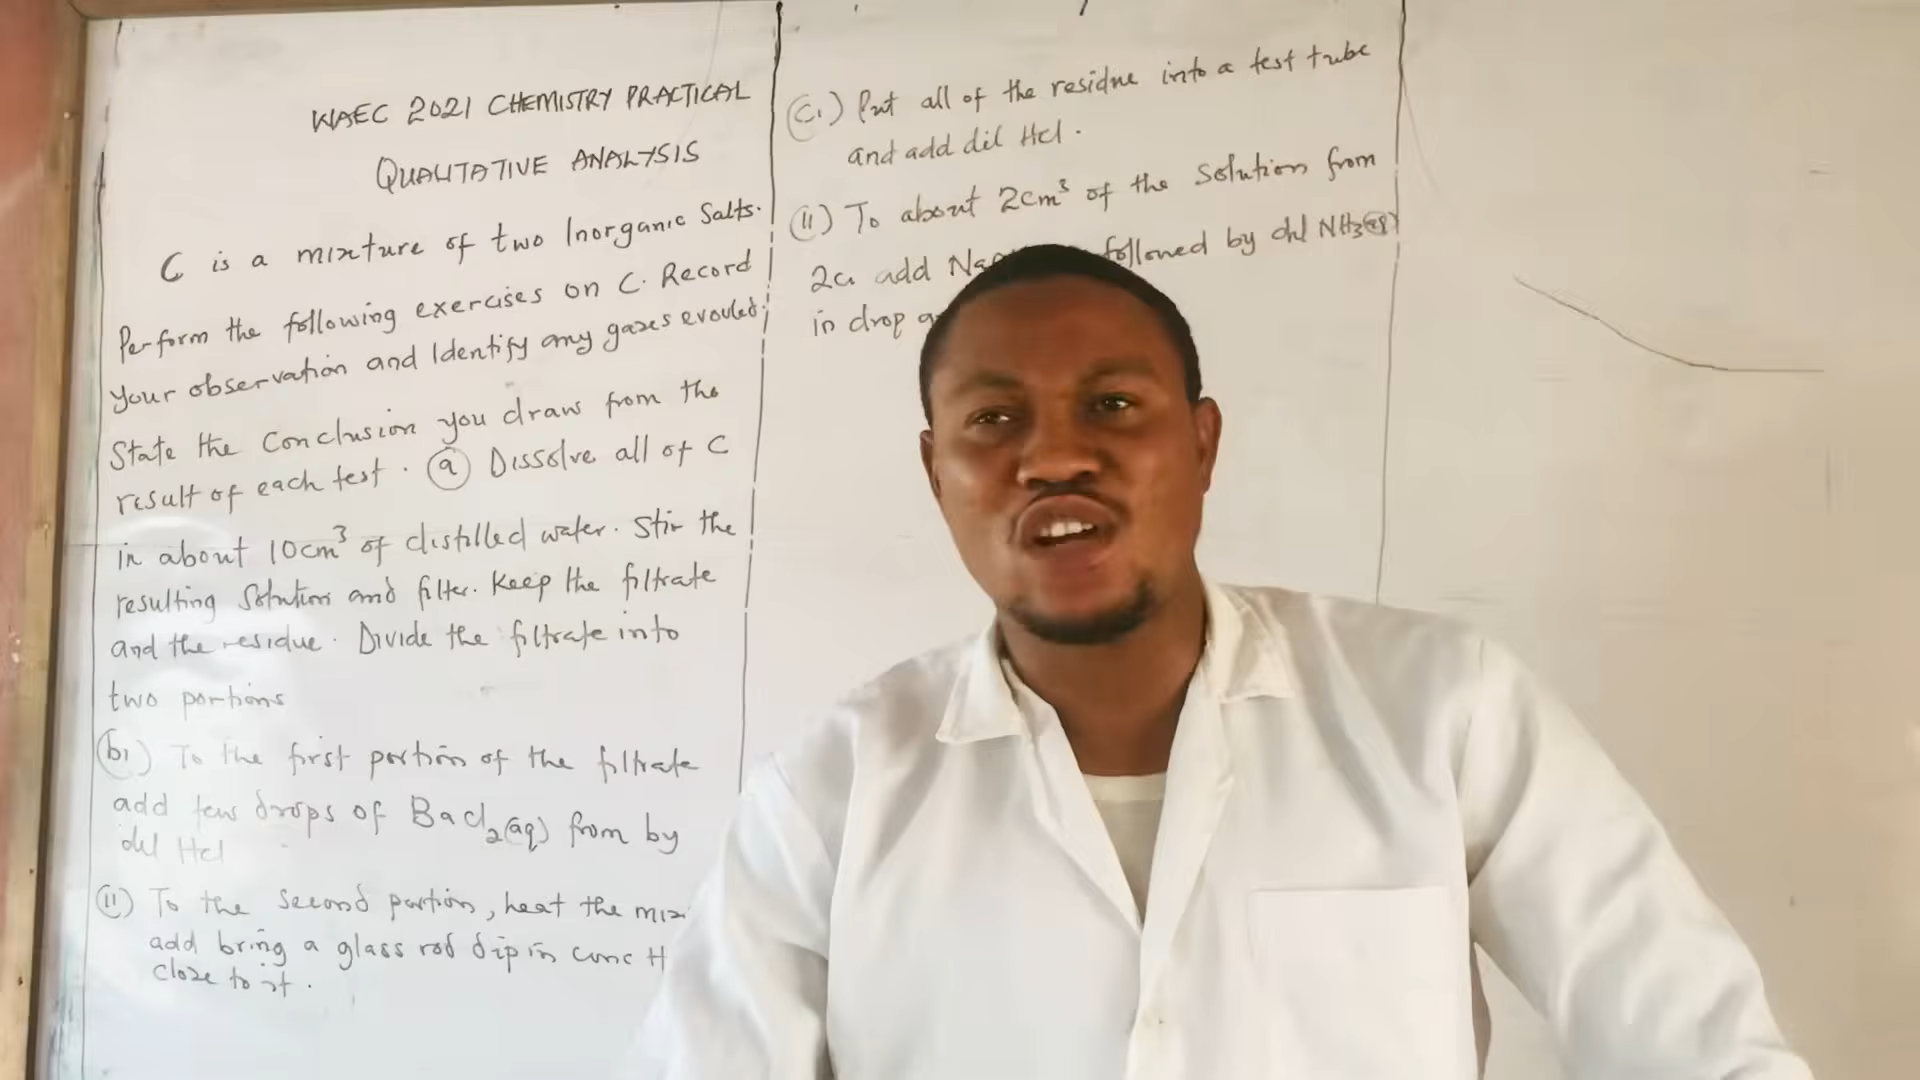 WAEC 2021 CHEMISTRY PRACTICAL
QUALITATIVE ANALYSIS
C is a mixture of two Inorganic Salts.
Perform the following exercises on C. Record
your observation and Identify any gases evouled.
State the Conclusion you draw from the
result of each test. (a) Dissolve all of C
in about 10cm³ of distilled water. Stir the
resulting Solution and filter. Keep the filtrate
and the residue. Divide the filtrate into
two portions
(bi) To the first portion of the filtrate
add few drops of BaCl₂(aq) from by
dil Hcl
(ii) To the Second portion, heat the
add bring a glass rod dip in conc H
close to it.
(ci) Put all of the residue into a test tube
and add dil Hcl.
(ii) To about 2cm³ of the Solution from
2ci add followed by dil NH₃(aq)
in drop